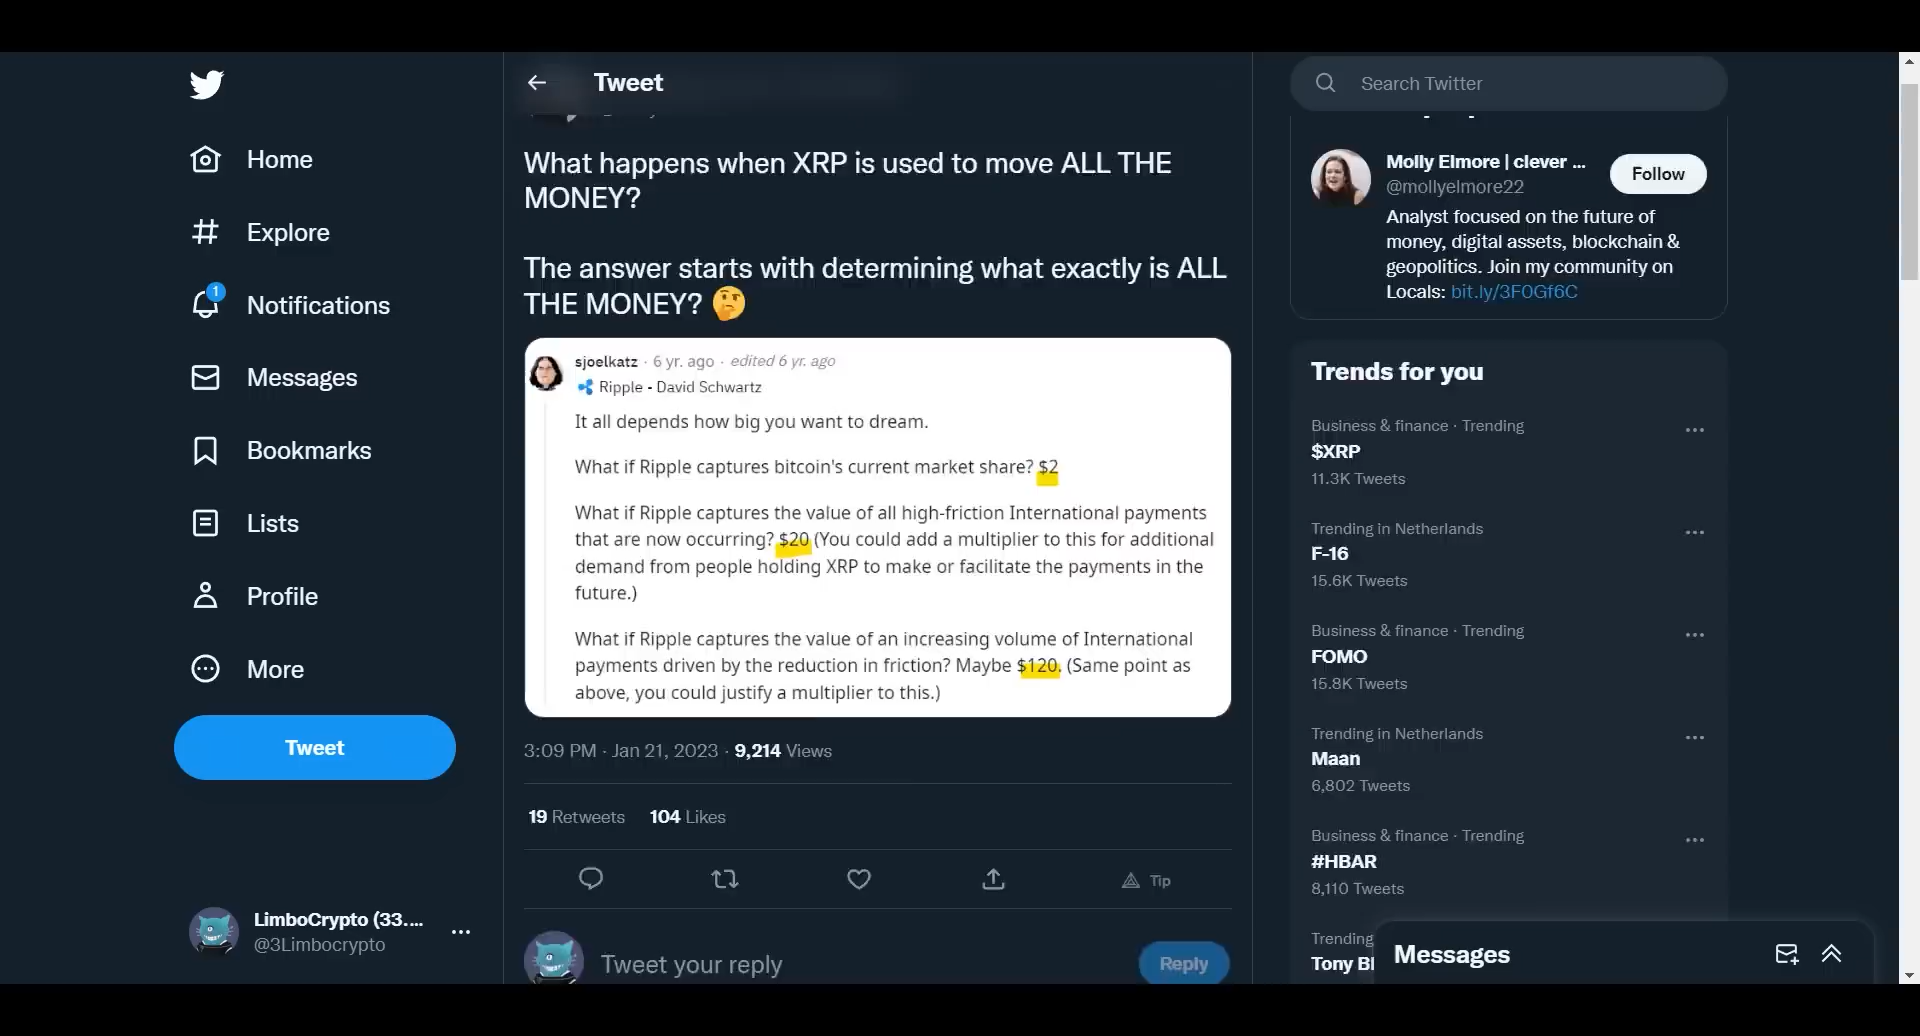 Home
Explore
1
Notifications
Messages
Bookmarks
Lists
Profile
More
Tweet
LimboCrypto (33....
@3Limbocrypto
Tweet
What happens when XRP is used to move ALL THE
MONEY?
The answer starts with determining what exactly is ALL
THE MONEY? 🤔
sjoelkatz · 6 yr. ago · edited 6 yr. ago
Ripple - David Schwartz
It all depends how big you want to dream.
What if Ripple captures bitcoin's current market share? $2
What if Ripple captures the value of all high-friction International payments
that are now occurring? $20 (You could add a multiplier to this for additional
demand from people holding XRP to make or facilitate the payments in the
future.)
What if Ripple captures the value of an increasing volume of International
payments driven by the reduction in friction? Maybe $120. (Same point as
above, you could justify a multiplier to this.)
3:09 PM · Jan 21, 2023 · 9,214 Views
19 Retweets 104 Likes
Tip
Tweet your reply
Reply
Search Twitter
Molly Elmore | clever ...
@mollyelmore22
Follow
Analyst focused on the future of
money, digital assets, blockchain &
geopolitics. Join my community on
Locals: bit.ly/3F0Gf6C
Trends for you
Business & finance · Trending
$XRP
11.3K Tweets
Trending in Netherlands
F-16
15.6K Tweets
Business & finance · Trending
FOMO
15.8K Tweets
Trending in Netherlands
Maan
6,802 Tweets
Business & finance · Trending
#HBAR
8,110 Tweets
Trending
Tony
Messages